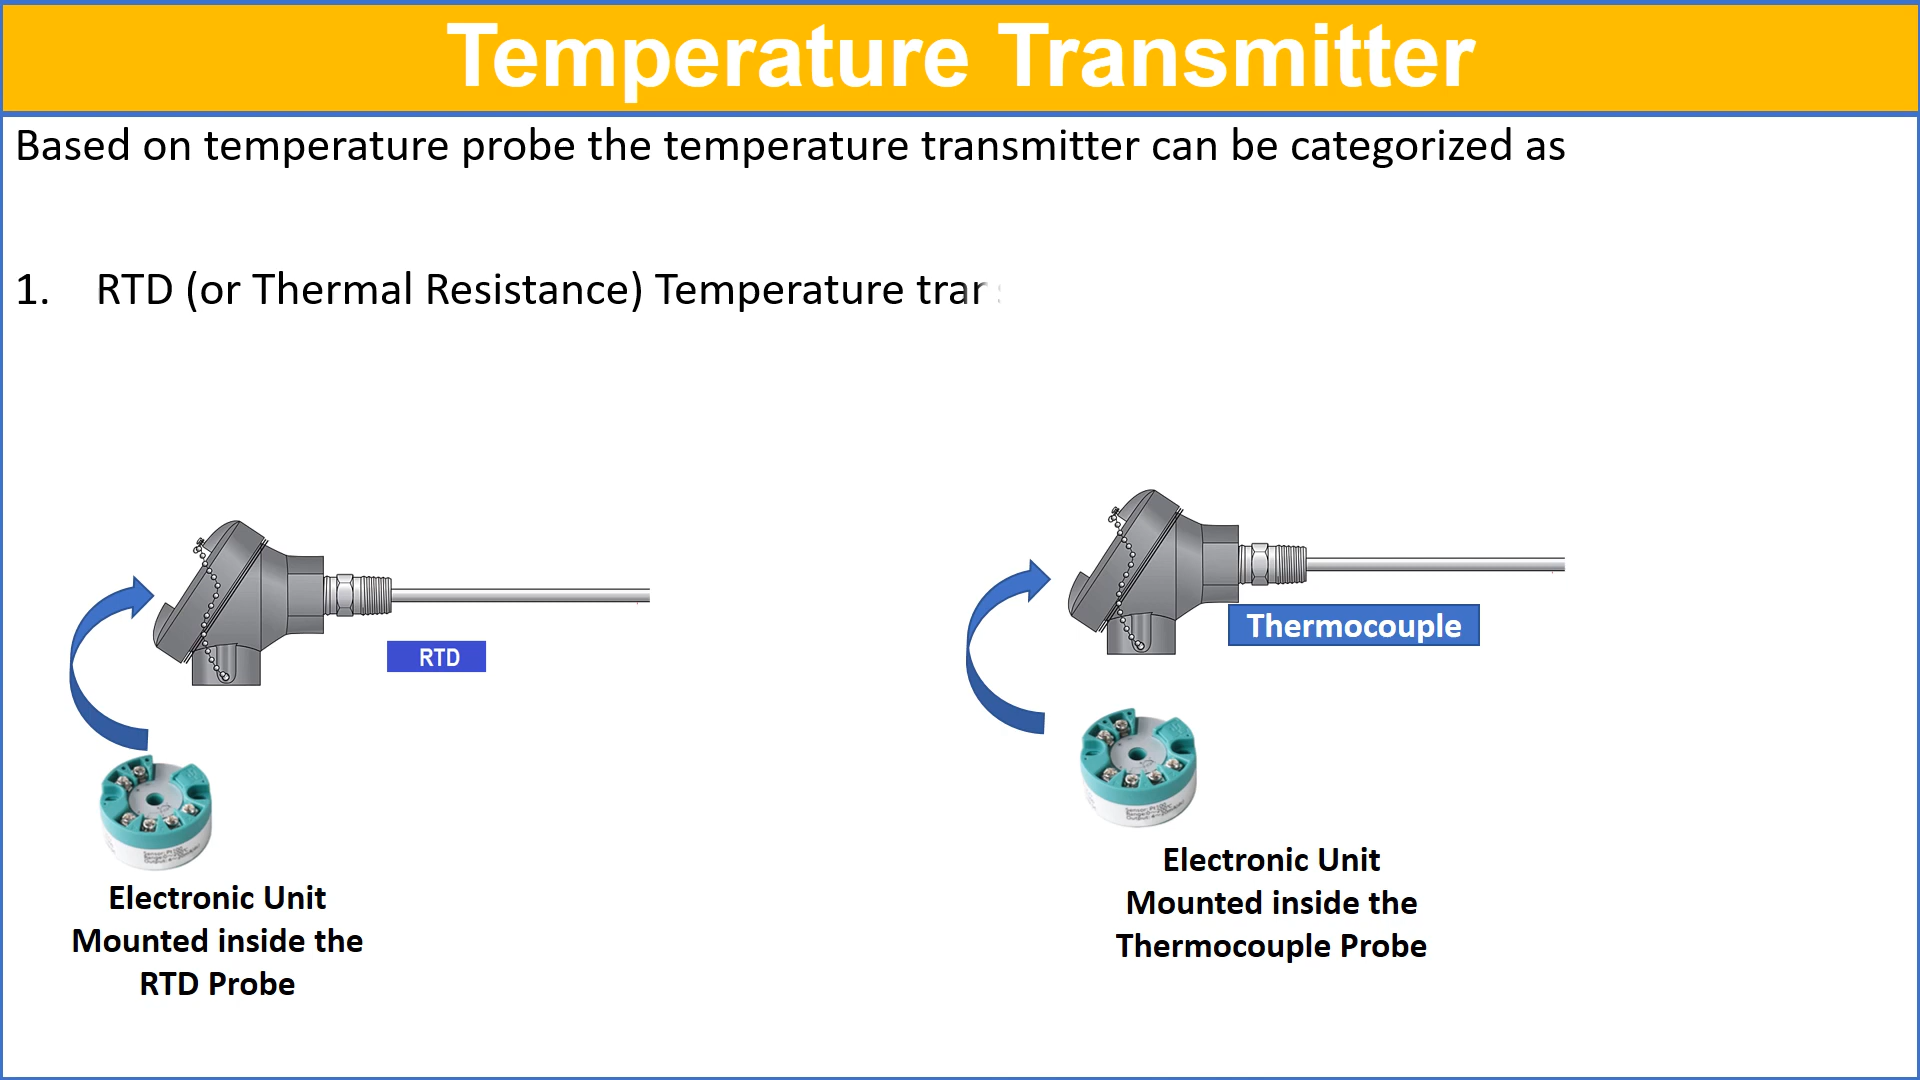 Temperature Transmitter
Based on temperature probe the temperature transmitter can be categorized as
1. RTD (or Thermal Resistance) Temperature
RTD
Thermocouple
Electronic Unit
Mounted inside the
RTD Probe
Electronic Unit
Mounted inside the
Thermocouple Probe